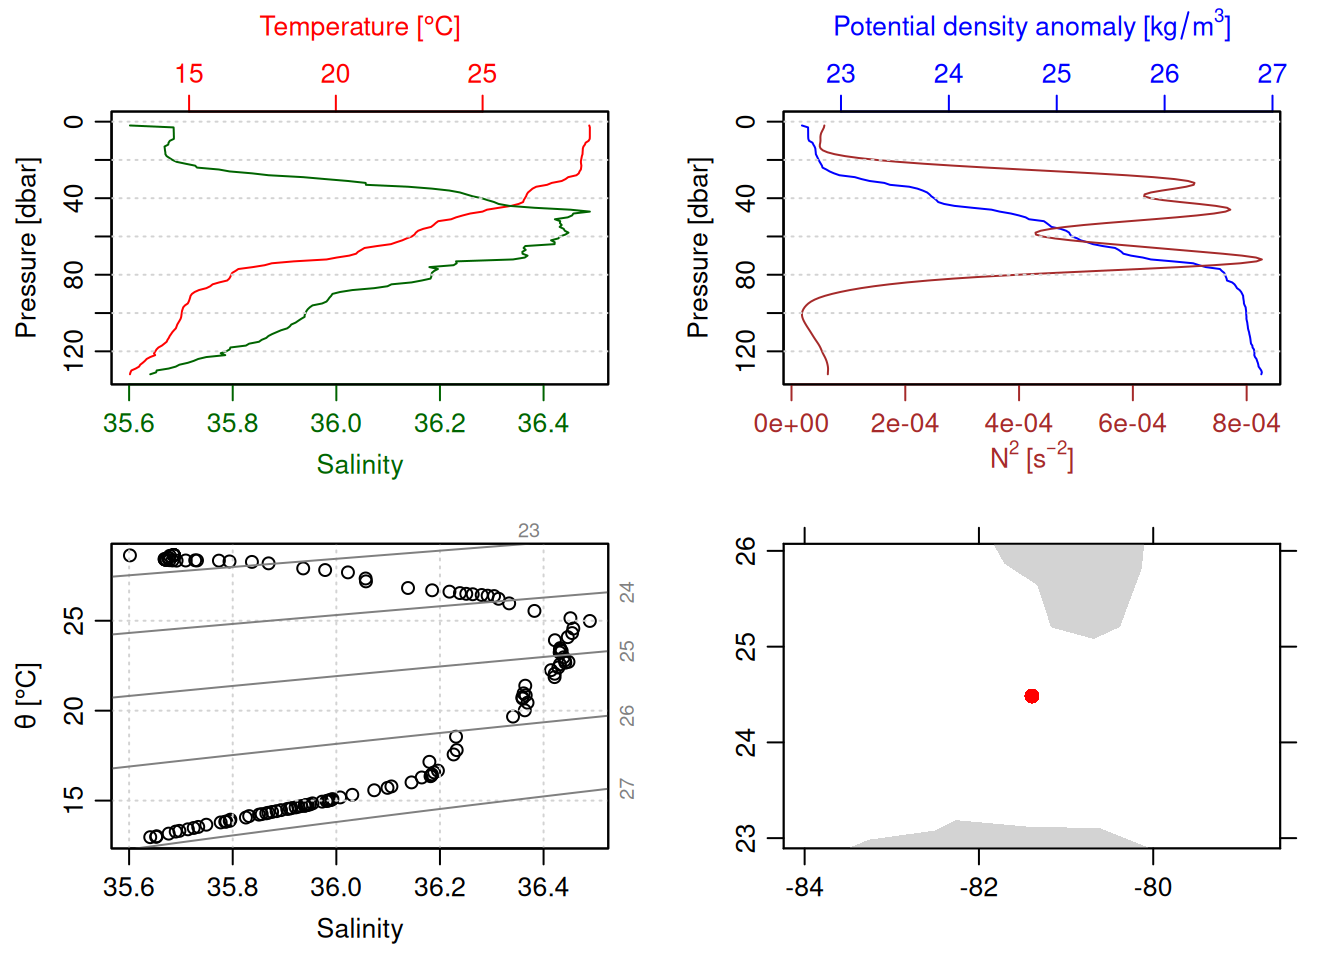 Temperature [°C]
15 20 25
Pressure [dbar]
0 40 80 120
35.6 35.8 36.0 36.2 36.4
Salinity
Potential density anomaly [kg/m³]
23 24 25 26 27
Pressure [dbar]
0 40 80 120
0e+00 2e-04 4e-04 6e-04 8e-04
N² [s⁻²]
23
24
25
26
27
θ [°C]
15 20 25
35.6 35.8 36.0 36.2 36.4
Salinity
23 24 25 26
-84 -82 -80